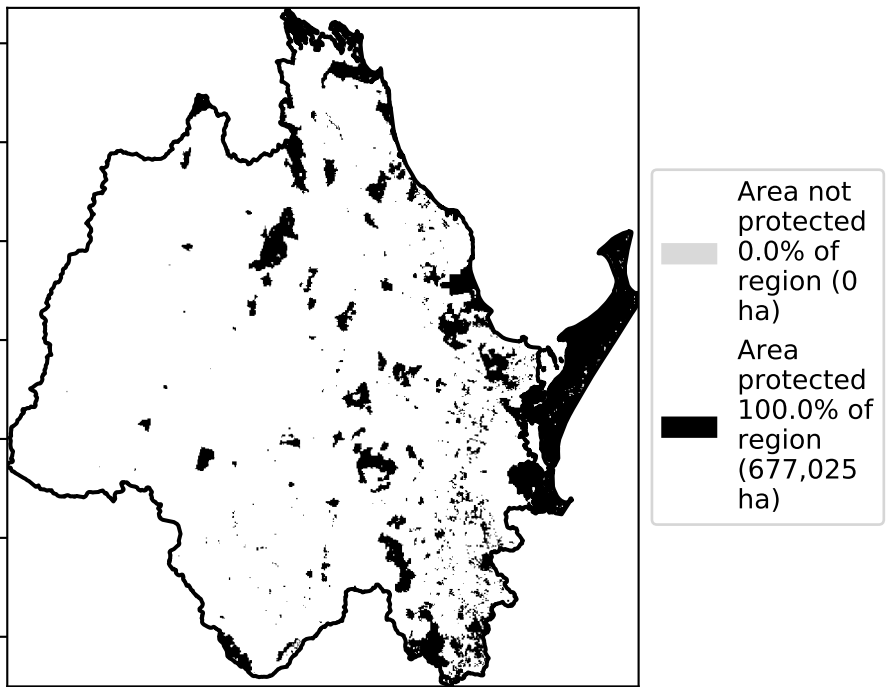 Area not
protected
0.0% of
region (0
ha)
Area
protected
100.0% of
region
(677,025
ha)